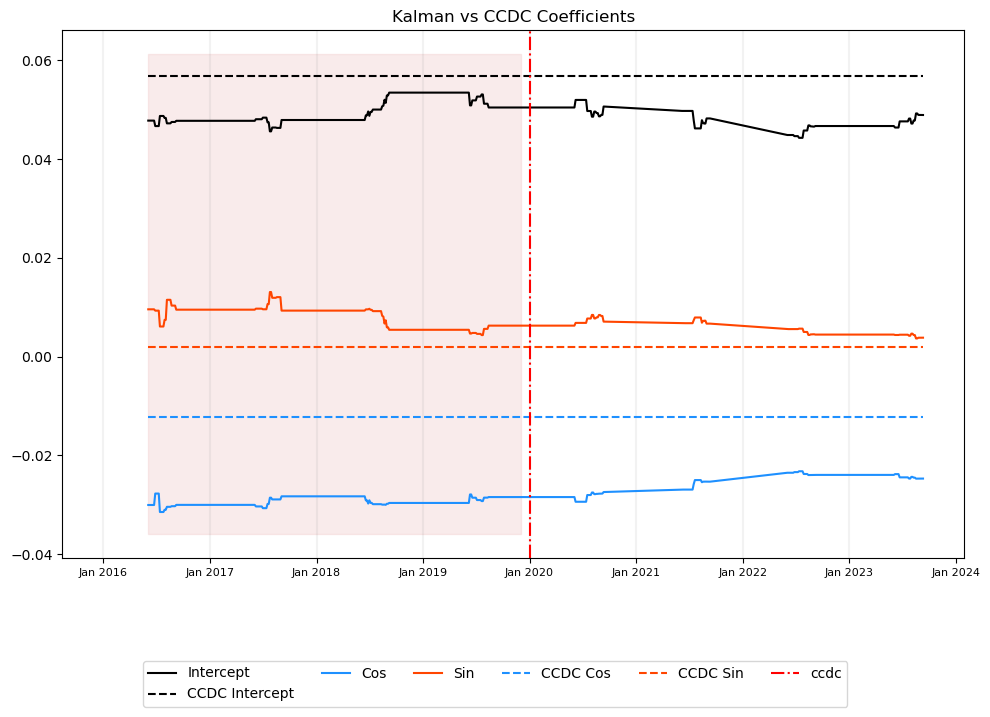 Kalman vs CCDC Coefficients
0.06
0.04
0.02
0.00
−0.02
−0.04
Jan 2016 Jan 2017 Jan 2018 Jan 2019 Jan 2020 Jan 2021 Jan 2022 Jan 2023 Jan 2024
Intercept Cos Sin CCDC Cos CCDC Sin ccdc
CCDC Intercept